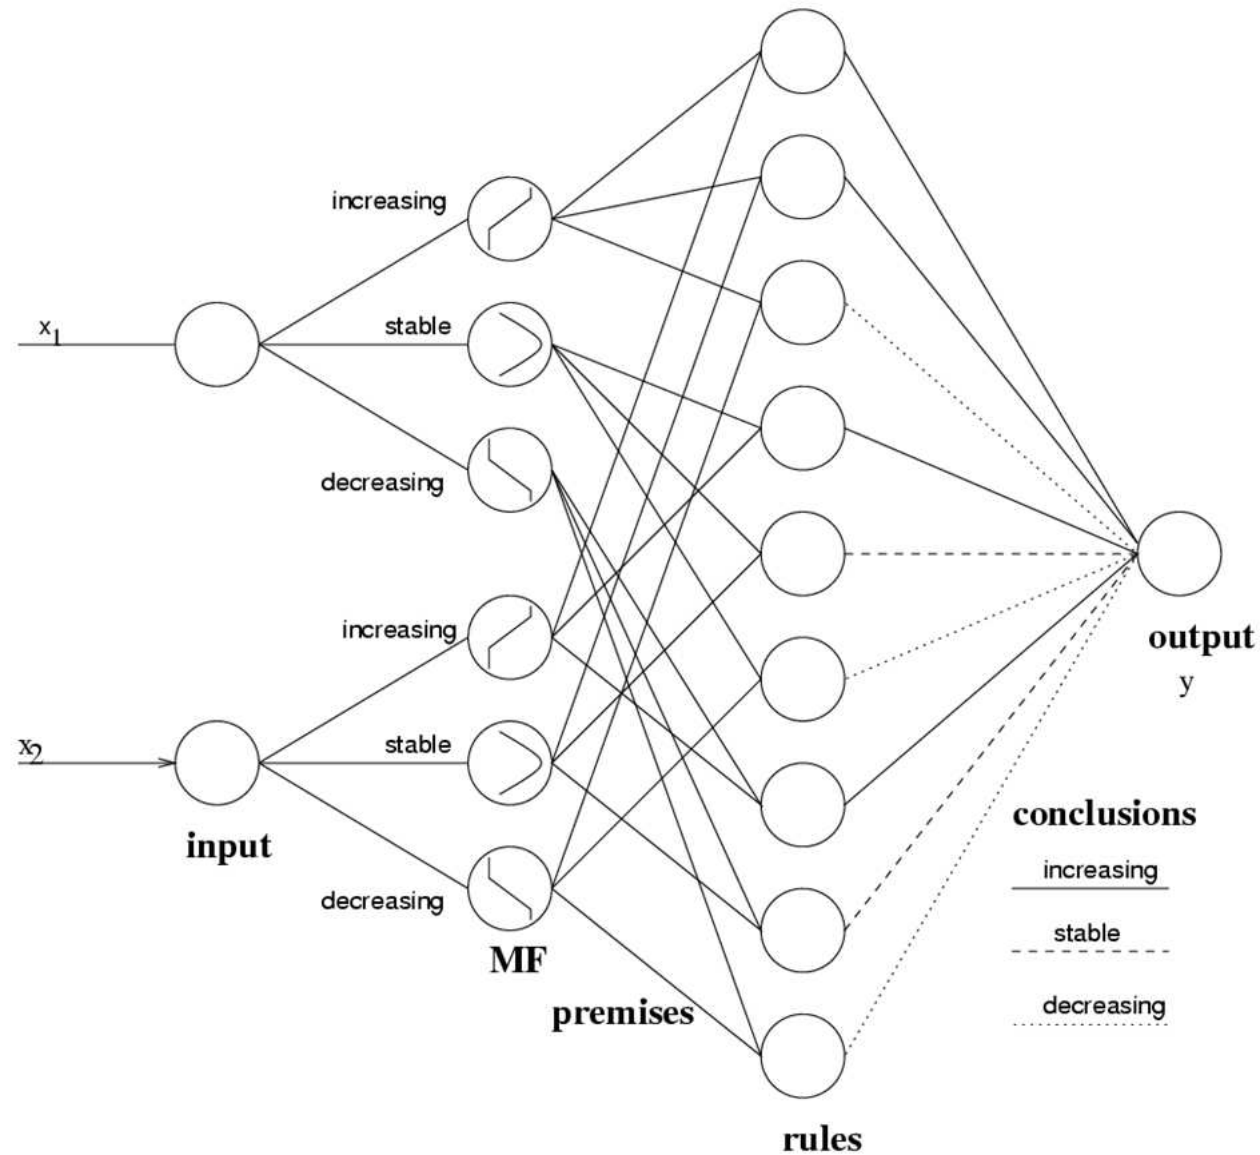 increasing
x1
stable
decreasing
increasing
x2
stable
input
decreasing
MF
premises
rules
output
y
conclusions
increasing
stable
decreasing